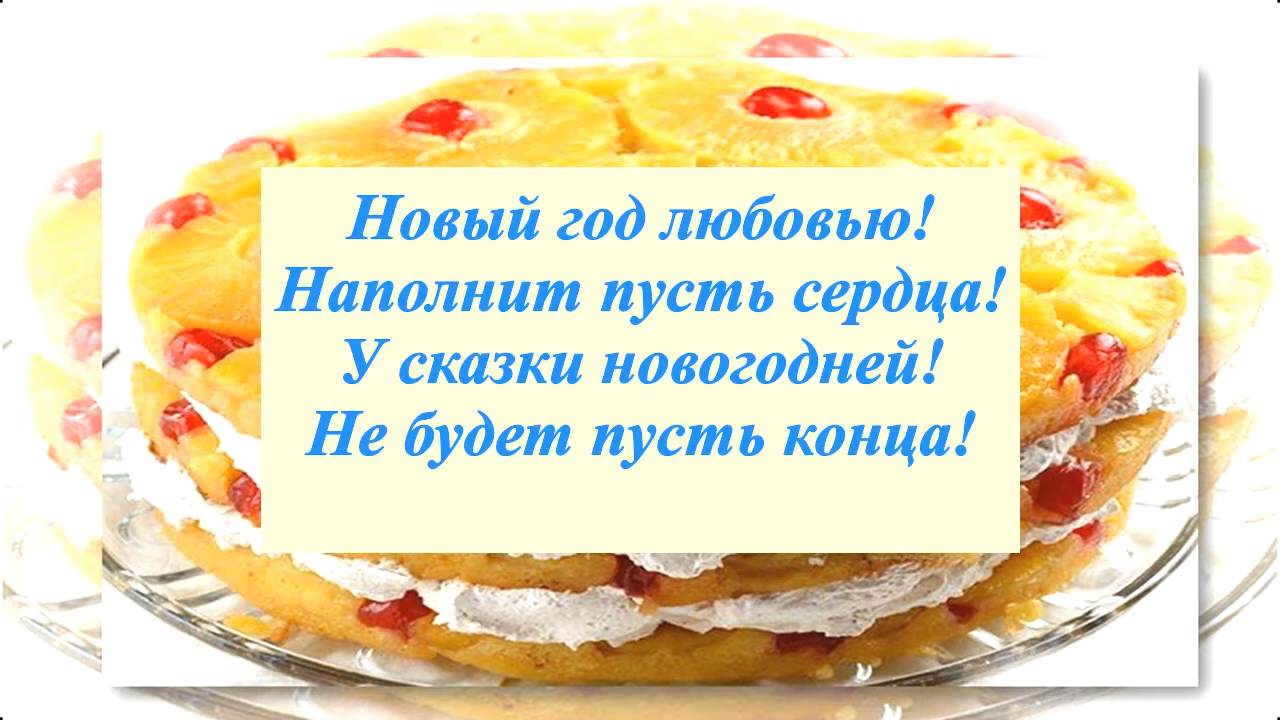 Новый год любовью!
Наполнит пусть сердца!
У сказки новогодней!
Не будет пусть конца!